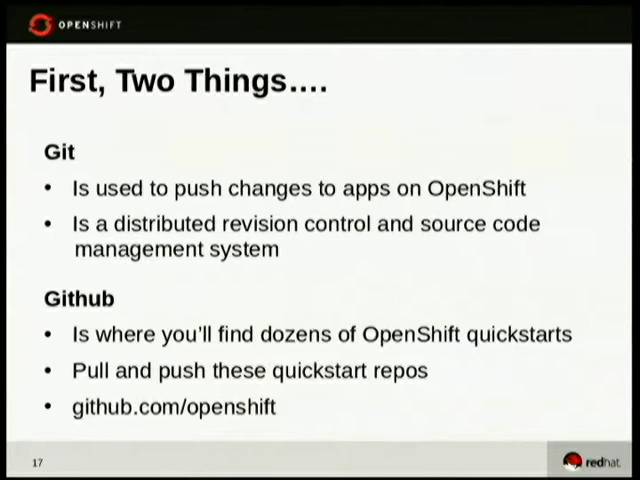 OPENSHIFT
First, Two Things….
Git
• Is used to push changes to apps on OpenShift
• Is a distributed revision control and source code
management system
Github
• Is where you’ll find dozens of OpenShift quickstarts
• Pull and push these quickstart repos
• github.com/openshift
17
redhat.